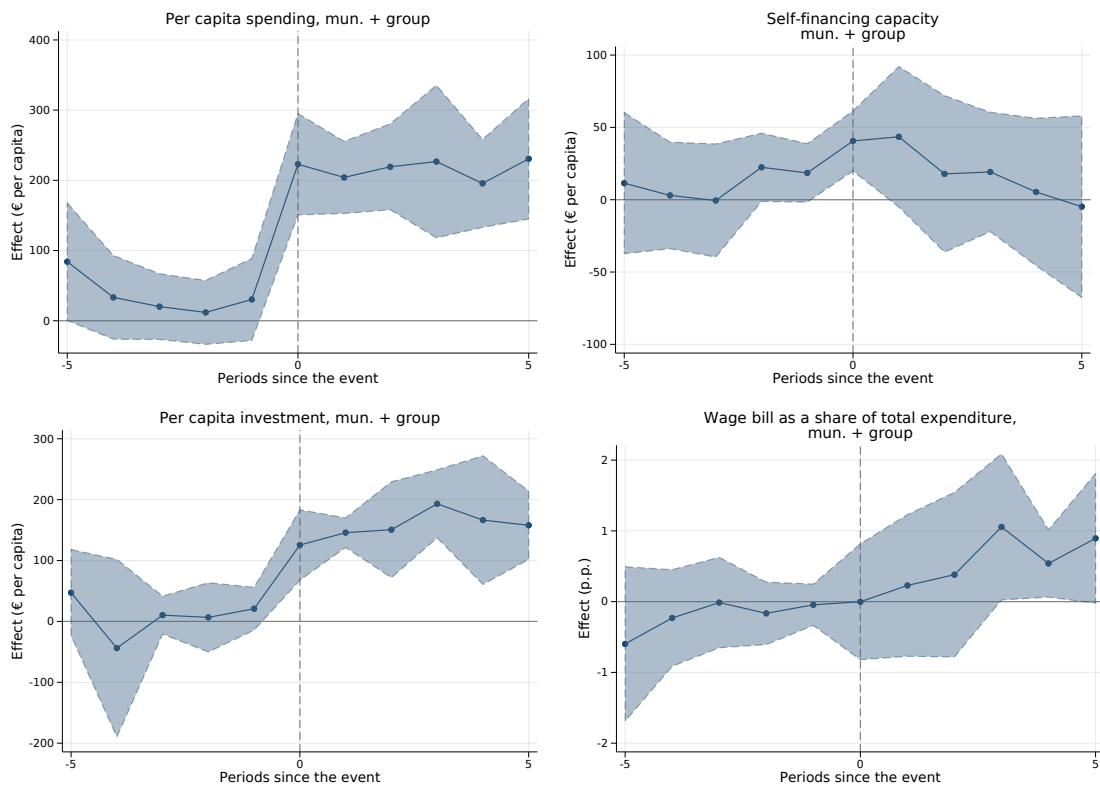 Per capita spending, mun. + group
Effect (€ per capita)
400
300
200
100
0
-5
0
5
Periods since the event
Self-financing capacity
mun. + group
Effect (€ per capita)
100
50
0
-50
-100
-5
0
5
Periods since the event
Per capita investment, mun. + group
Effect (€ per capita)
300
200
100
0
-100
-200
-5
0
5
Periods since the event
Wage bill as a share of total expenditure,
mun. + group
Effect (p.p.)
2
1
0
-1
-2
-5
0
5
Periods since the event